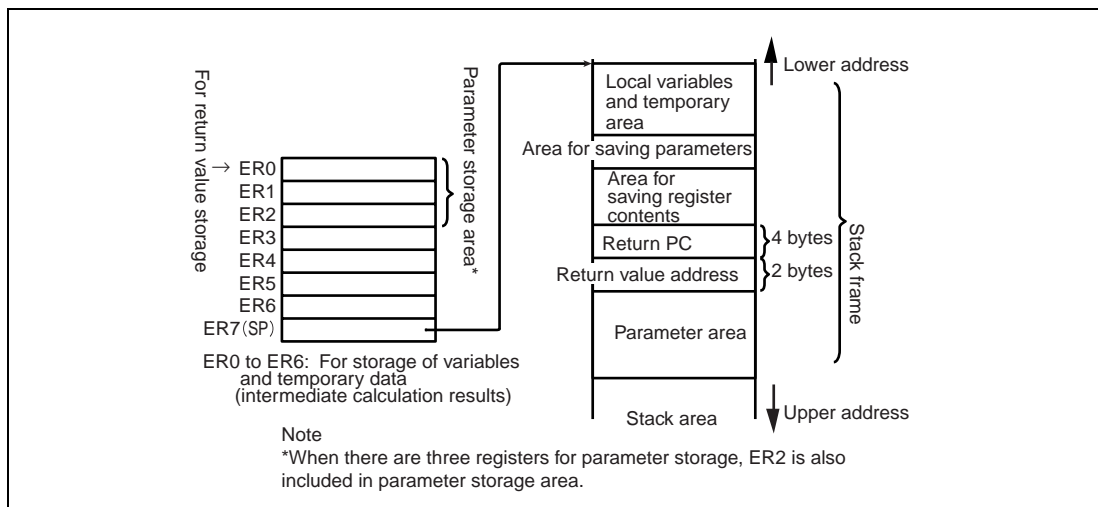 For return value storage
→ ER0
ER1
ER2
ER3
ER4
ER5
ER6
ER7(SP)
Parameter storage area*
ER0 to ER6: For storage of variables
and temporary data
(intermediate calculation results)
Local variables
and temporary
area
Area for saving parameters
Area for
saving register
contents
Return PC
Return value address
Parameter area
Stack area
Lower address
4 bytes
2 bytes
Stack frame
Upper address
Note
*When there are three registers for parameter storage, ER2 is also
included in parameter storage area.